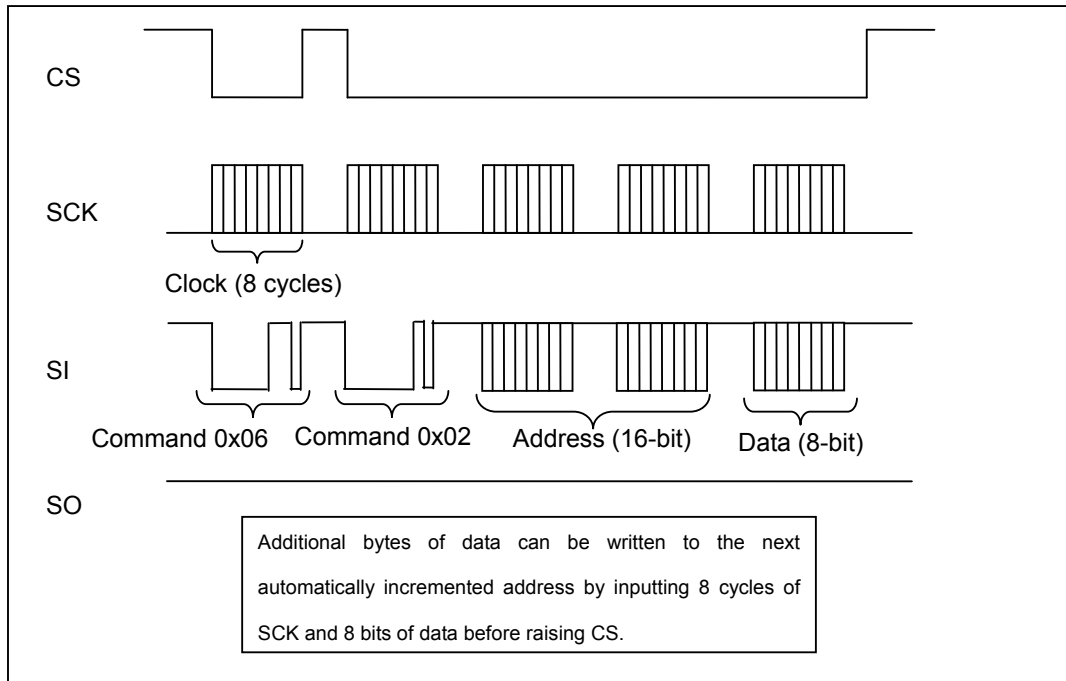 CS
SCK
Clock (8 cycles)
SI
Command 0x06
Command 0x02
Address (16-bit)
Data (8-bit)
SO
Additional bytes of data can be written to the next
automatically incremented address by inputting 8 cycles of
SCK and 8 bits of data before raising CS.